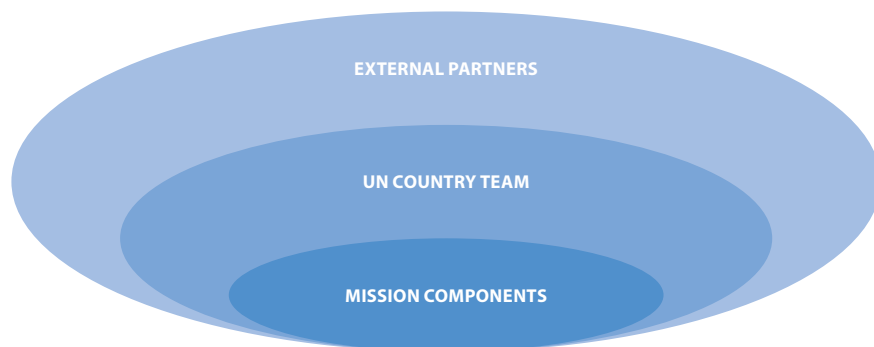 EXTERNAL PARTNERS
UN COUNTRY TEAM
MISSION COMPONENTS